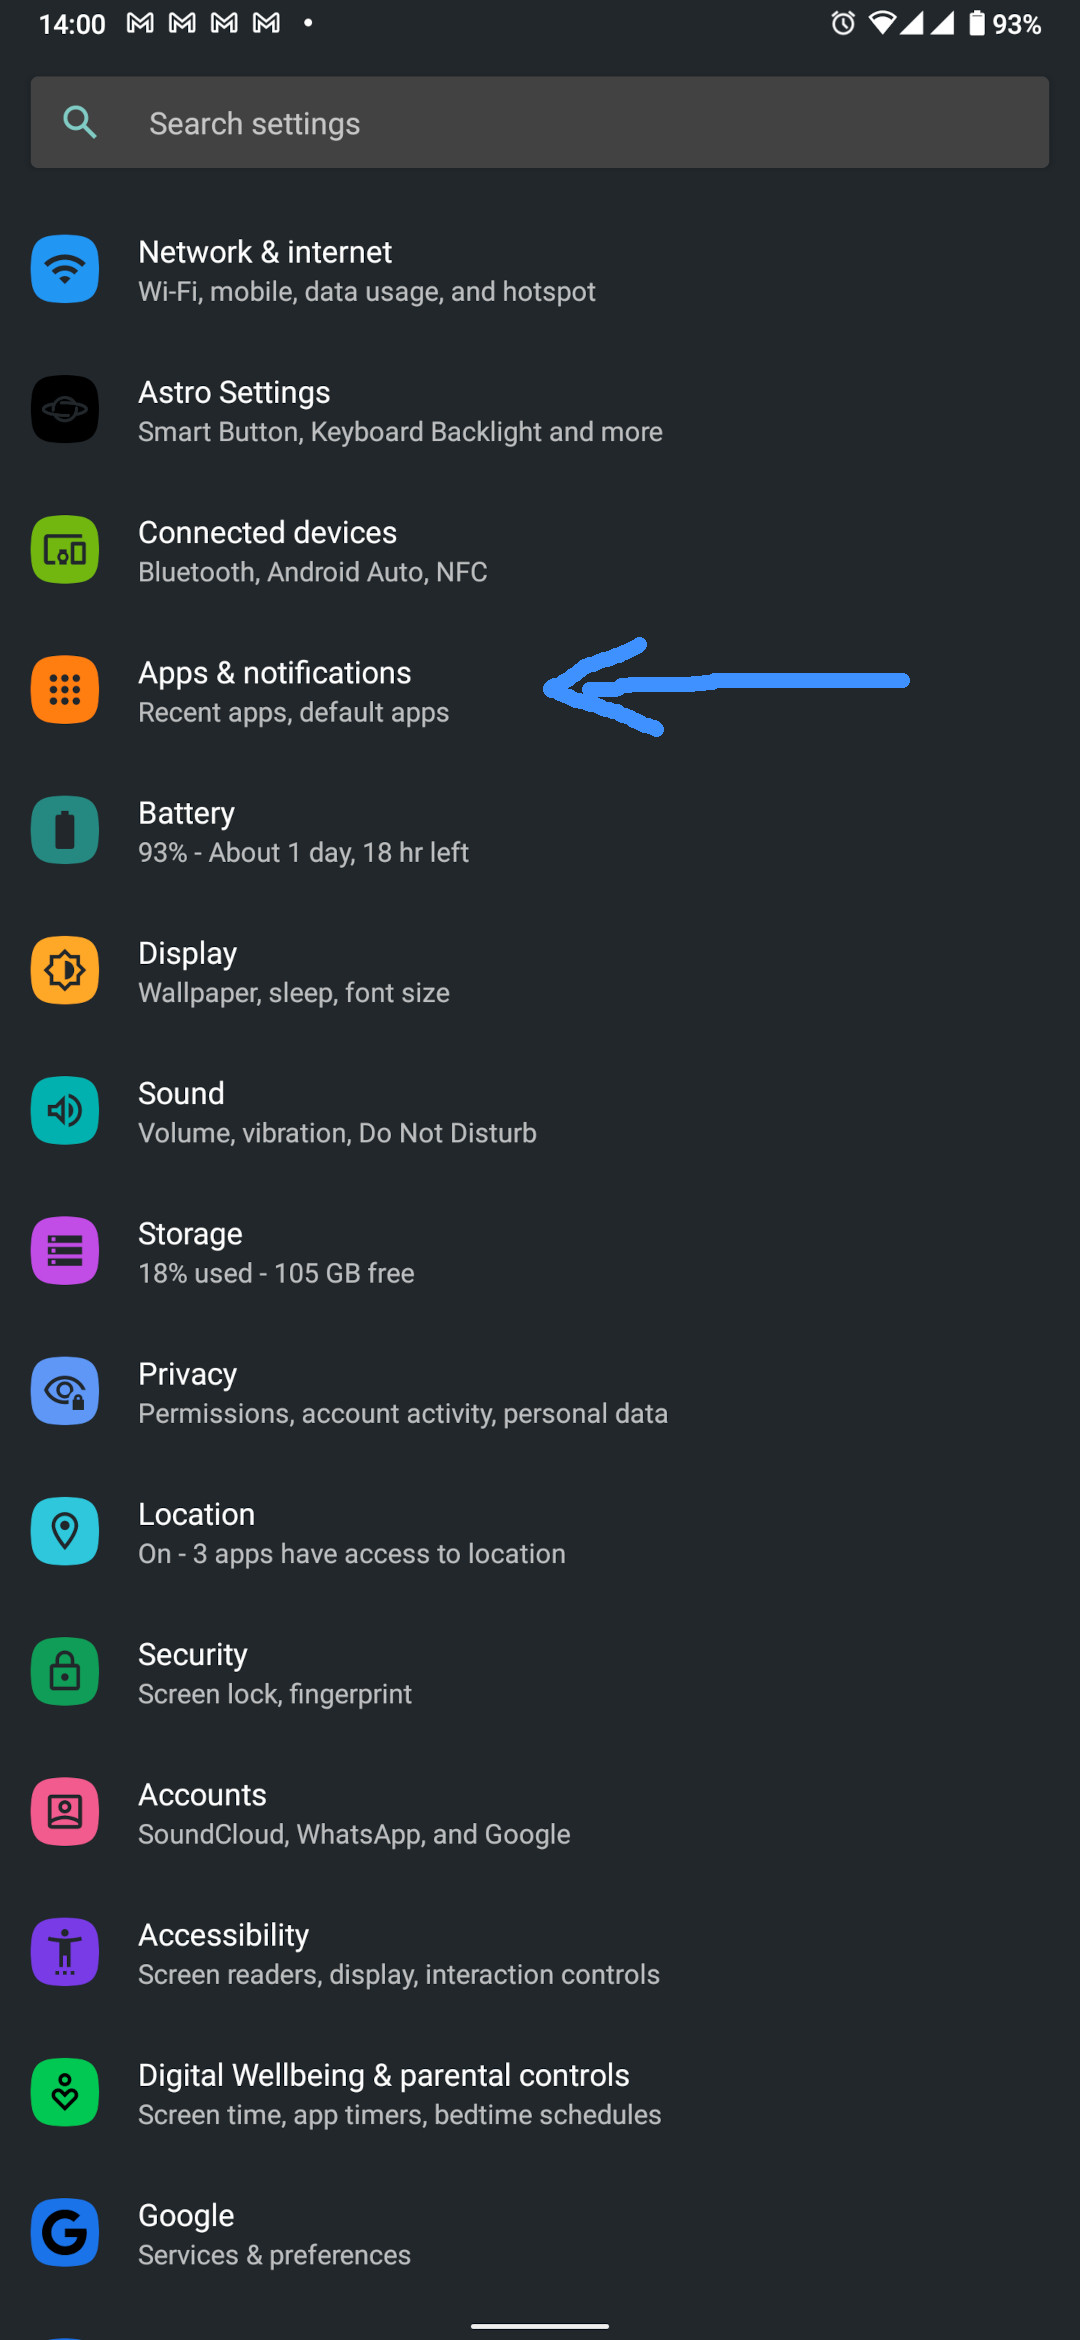 14:00
93%
Search settings
Network & internet
Wi-Fi, mobile, data usage, and hotspot
Astro Settings
Smart Button, Keyboard Backlight and more
Connected devices
Bluetooth, Android Auto, NFC
Apps & notifications
Recent apps, default apps
Battery
93% - About 1 day, 18 hr left
Display
Wallpaper, sleep, font size
Sound
Volume, vibration, Do Not Disturb
Storage
18% used - 105 GB free
Privacy
Permissions, account activity, personal data
Location
On - 3 apps have access to location
Security
Screen lock, fingerprint
Accounts
SoundCloud, WhatsApp, and Google
Accessibility
Screen readers, display, interaction controls
Digital Wellbeing & parental controls
Screen time, app timers, bedtime schedules
Google
Services & preferences